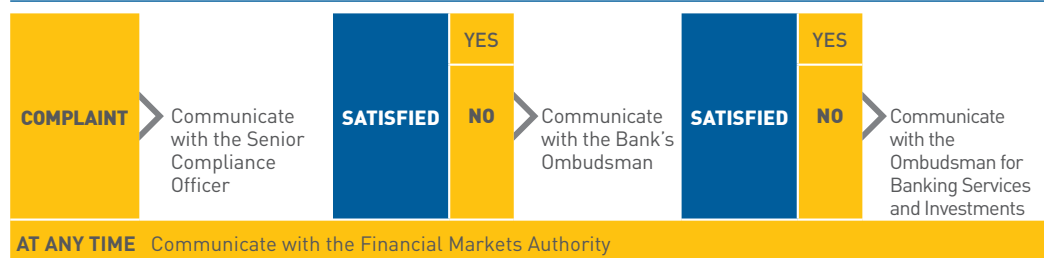 COMPLAINT
Communicate
with the Senior
Compliance
Officer
SATISFIED
YES
NO
Communicate
with the Bank's
Ombudsman
SATISFIED
YES
NO
Communicate
with the
Ombudsman for
Banking Services
and Investments
AT ANY TIME Communicate with the Financial Markets Authority